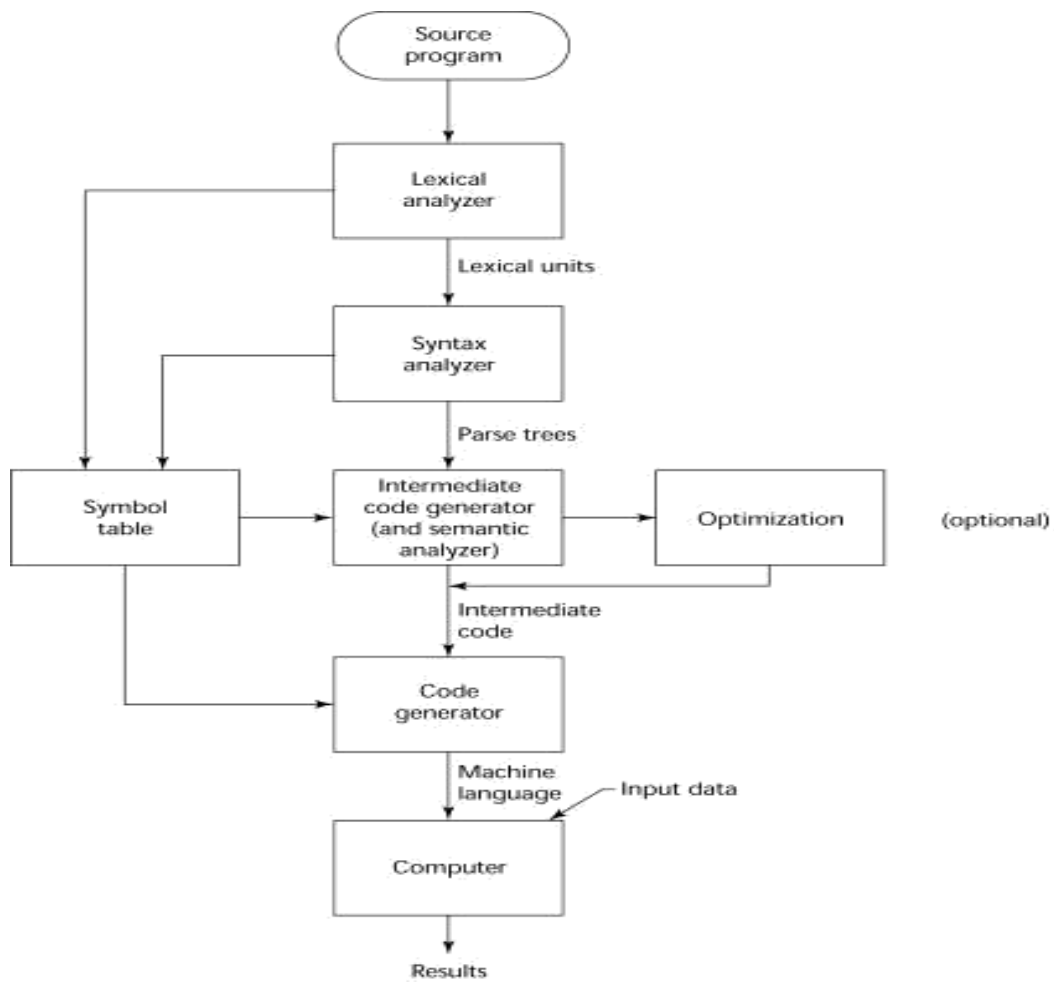 Source
program
Lexical
analyzer
Lexical units
Syntax
analyzer
Parse trees
Symbol
table
Intermediate
code generator
(and semantic
analyzer)
Optimization
(optional)
Intermediate
code
Code
generator
Machine
language
Input data
Computer
Results